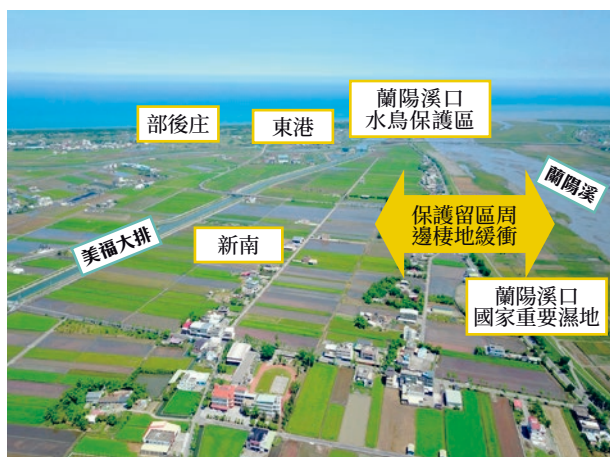 蘭陽溪口
水鳥保護區
部後庄
東港
蘭陽溪
美福大排
新南
保護留區周
邊棲地緩衝
蘭陽溪口
國家重要濕地